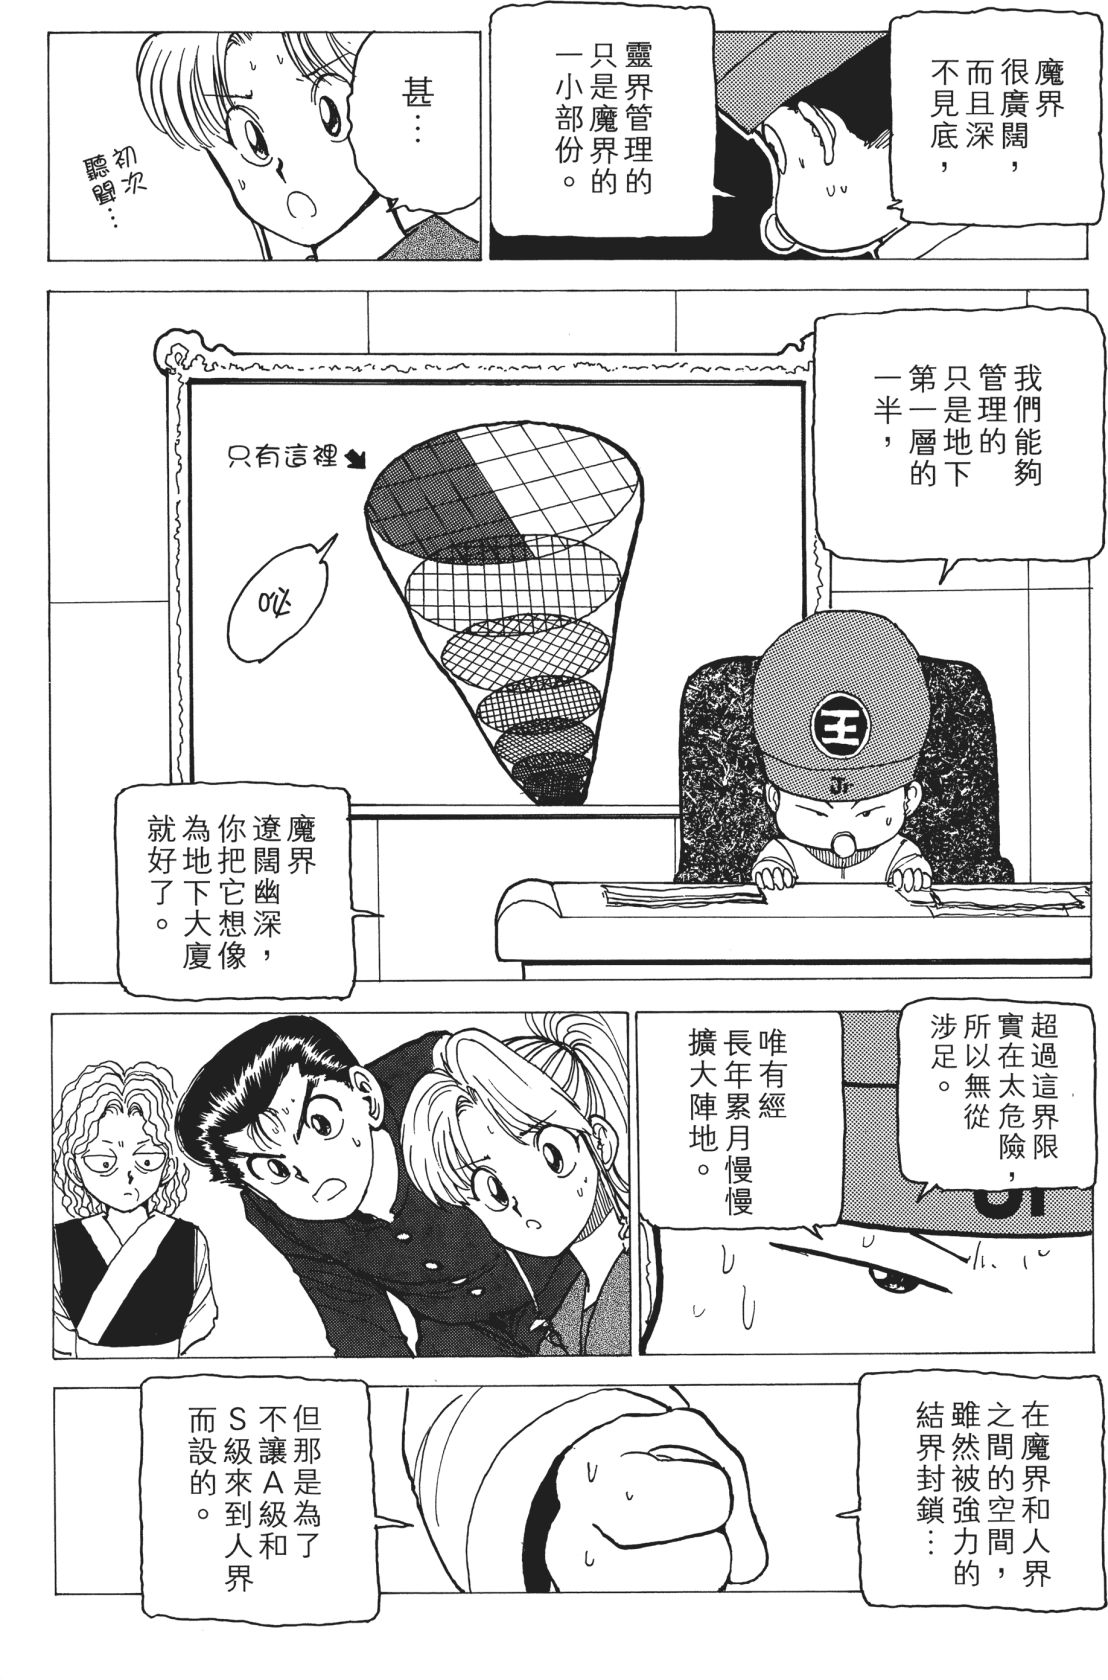 魔界
很廣闊，
而且深
不見底，
靈界管理的
只是魔界的
一小部份。
甚…
初次
聽聞…
我們能夠
管理的
只是地下
第一層的
一半，
只有這裡
咇
王
Jr
魔界
遼闊幽深，
你把它想像
為地下大廈
就好了。
超過這界限
實在太危險，
所以無從
涉足。
唯有經
長年累月慢慢
擴大陣地。
Jr
在魔界和人界
之間的空間，
雖然被強力的
結界封鎖…
但那是為了
不讓A級和
S級來到人界
而設的。